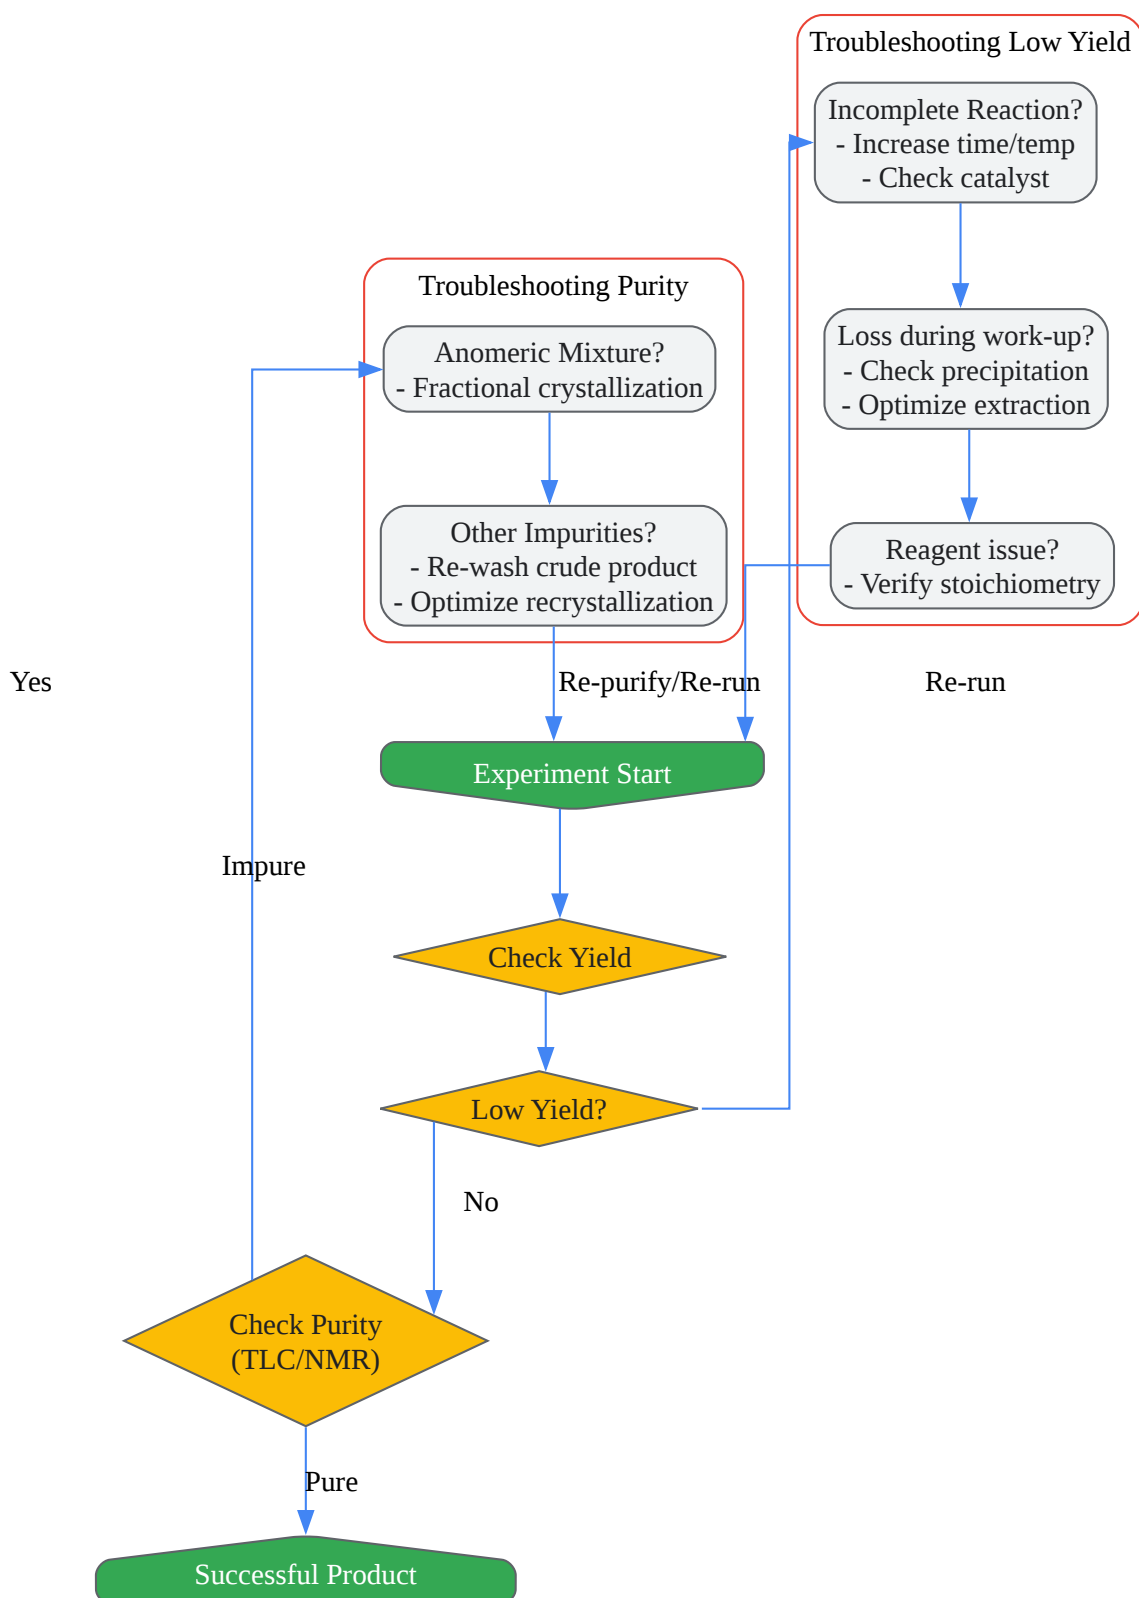 Troubleshooting Low Yield
Incomplete Reaction?
- Increase time/temp
- Check catalyst
Troubleshooting Purity
Loss during work-up?
- Check precipitation
- Optimize extraction
Anomeric Mixture?
- Fractional crystallization
Other Impurities?
- Re-wash crude product
- Optimize recrystallization
Reagent issue?
- Verify stoichiometry
Yes
Re-purify/Re-run
Re-run
Experiment Start
Impure
Check Yield
Low Yield?
No
Check Purity
(TLC/NMR)
Pure
Successful Product